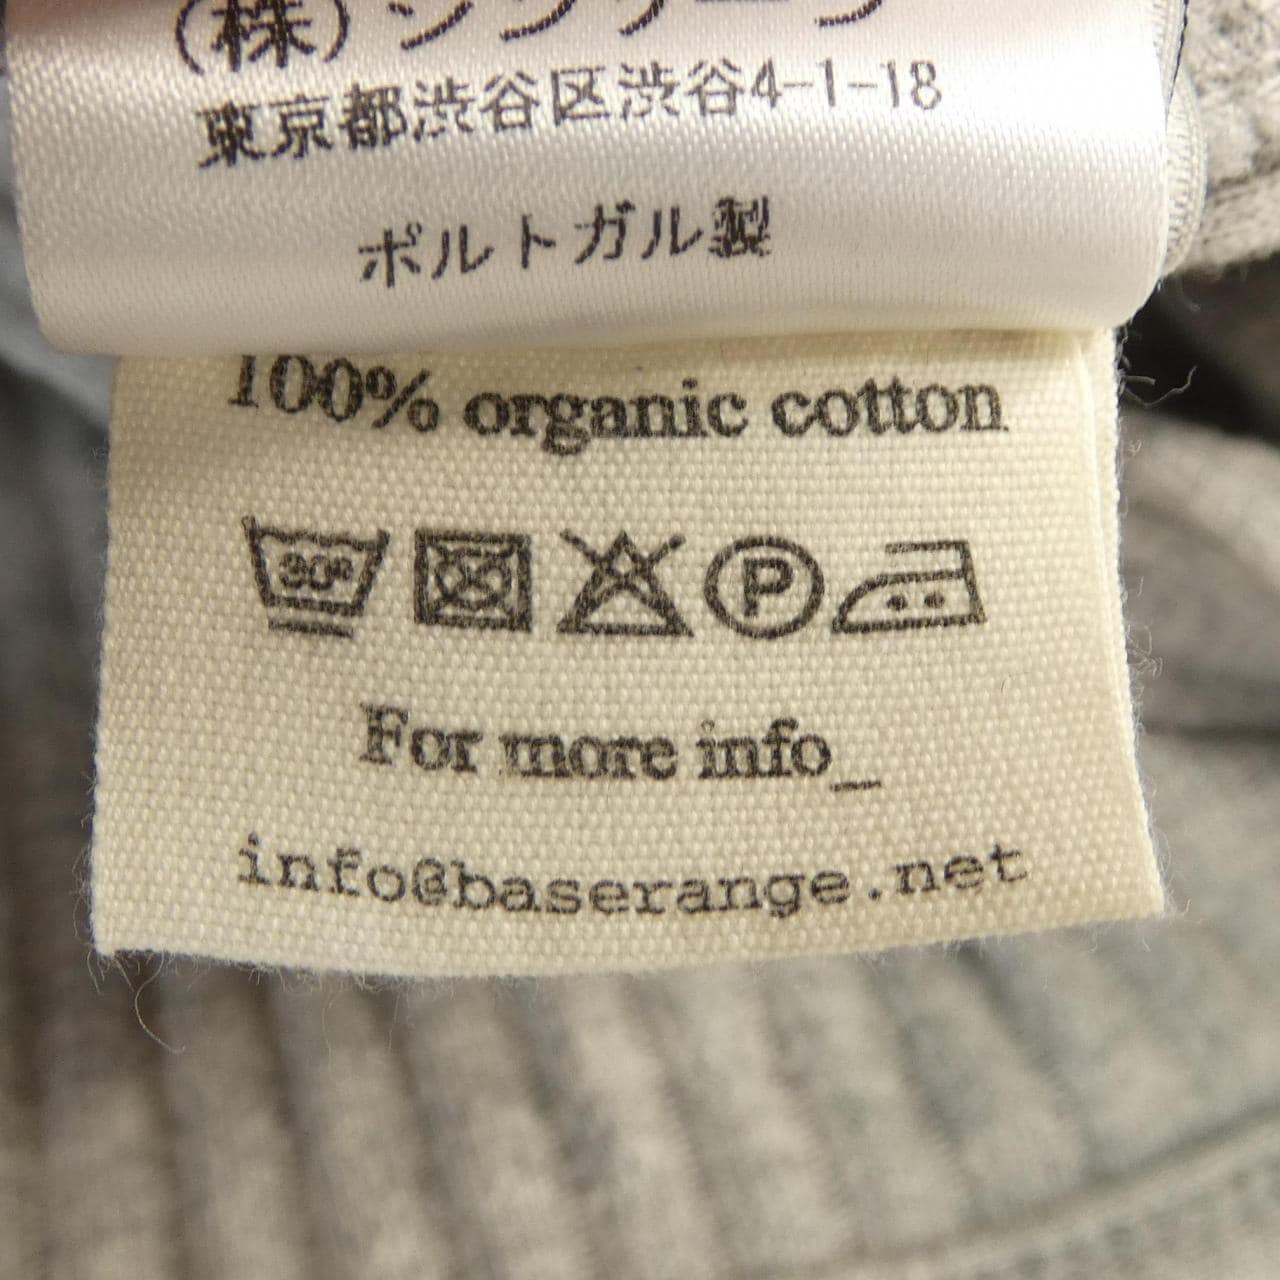 (株)
東京都渋谷区渋谷4-1-18
ポルトガル製
100% organic cotton
30°
P
For more info_
info@baserange.net